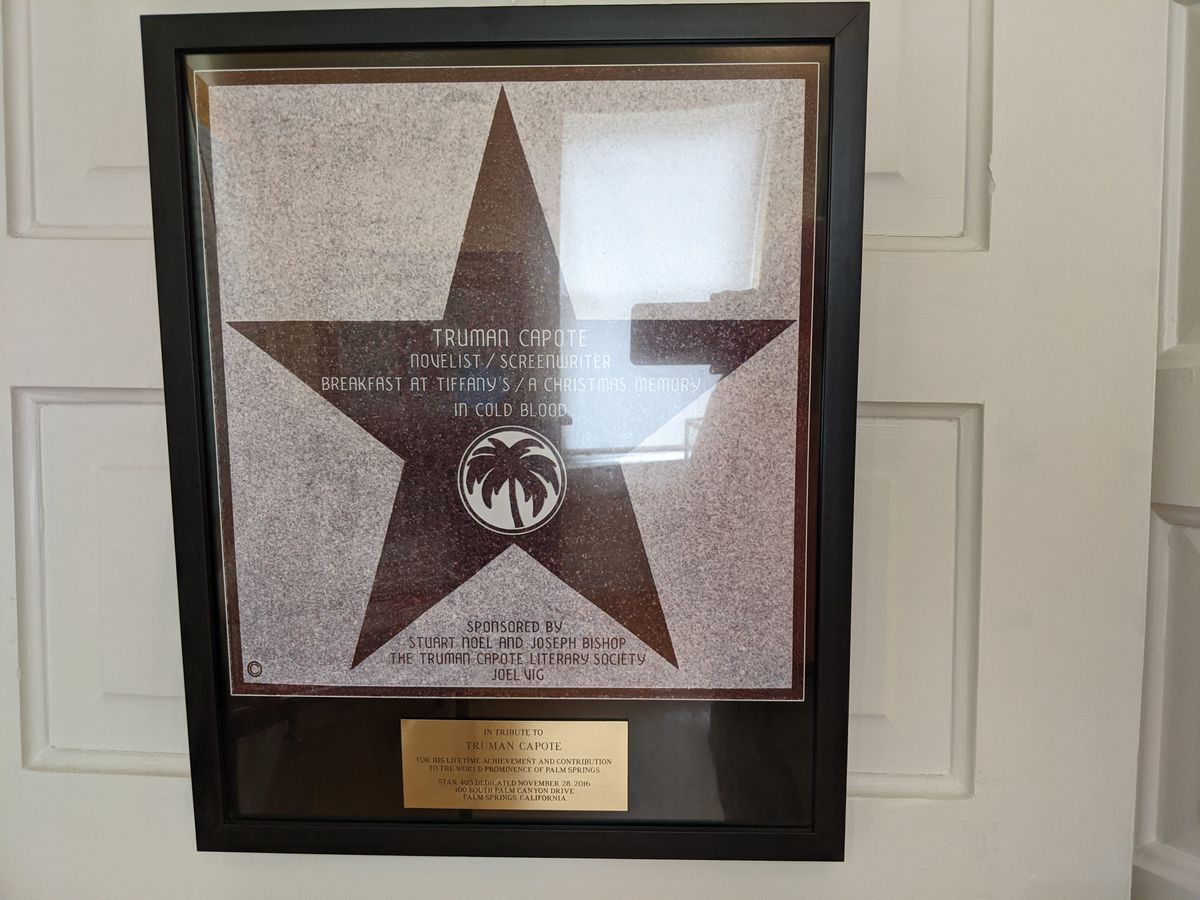 TRUMAN CAPOTE
NOVELIST / SCREENWRITER
BREAKFAST AT TIFFANY'S / A CHRISTMAS MEMORY
IN COLD BLOOD
SPONSORED BY
STUART NOEL AND JOSEPH BISHOP
THE TRUMAN CAPOTE LITERARY SOCIETY
JOEL VIG
©
IN TRIBUTE TO
TRUMAN CAPOTE
FOR HIS LIFETIME ACHIEVEMENT AND CONTRIBUTION
TO THE WORLD PROMINENCE OF PALM SPRINGS
STAR 403 DEDICATED NOVEMBER 28, 2016
100 SOUTH PALM CANYON DRIVE
PALM SPRINGS, CALIFORNIA